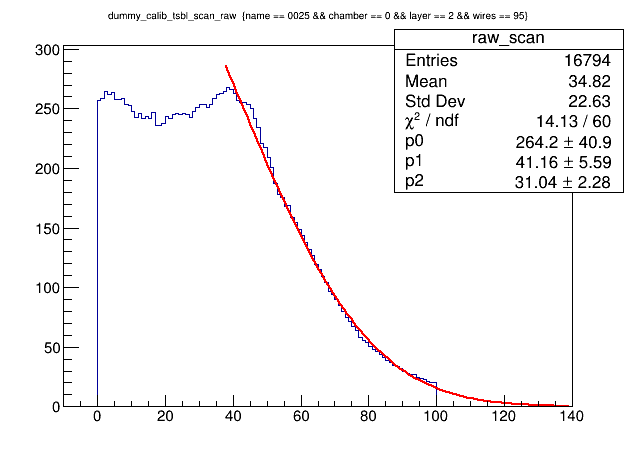 dummy_calib_tsbl_scan_raw {name == 0025 && chamber == 0 && layer == 2 && wires == 95}
raw_scan
Entries 16794
Mean 34.82
Std Dev 22.63
χ² / ndf 14.13 / 60
p0 264.2 ± 40.9
p1 41.16 ± 5.59
p2 31.04 ± 2.28
300
250
200
150
100
50
0
0 20 40 60 80 100 120 140